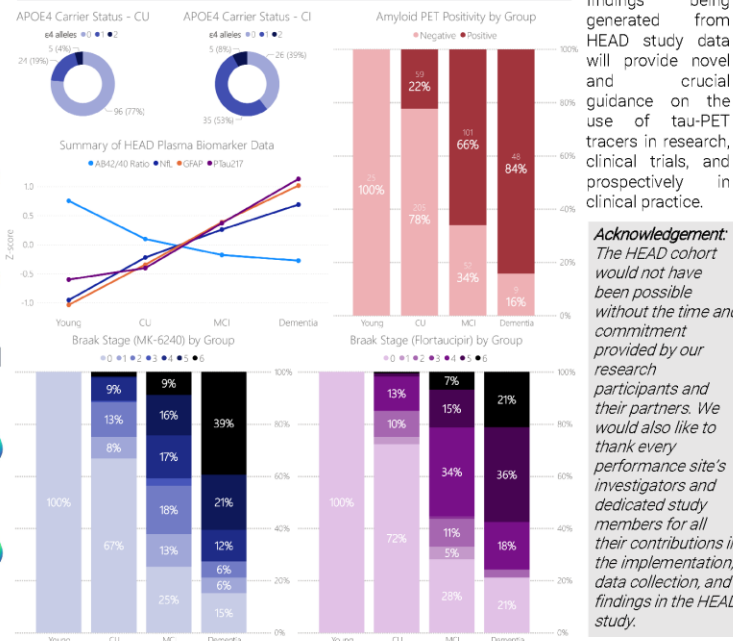 APOE4 Carrier Status - CU
ε4 alleles 0 1 2
5 (4%)
24 (19%)
96 (77%)
APOE4 Carrier Status - CI
ε4 alleles 0 1 2
5 (8%)
26 (39%)
35 (53%)
Summary of HEAD Plasma Biomarker Data
AB42/40 Ratio NfL GFAP PTau217
Z-score
1.0
0.5
0.0
-0.5
-1.0
Young CU MCI Dementia
Amyloid PET Positivity by Group
Negative Positive
100%
80%
60%
40%
20%
0%
25
100%
59
22%
205
78%
101
66%
52
34%
48
84%
9
16%
Young CU MCI Dementia
Braak Stage (MK-6240) by Group
0 1 2 3 4 5 6
100%
80%
60%
40%
20%
0%
100%
9%
13%
8%
67%
9%
16%
17%
18%
13%
25%
39%
21%
12%
6%
6%
15%
Young CU MCI Dementia
Braak Stage (Flortaucipir) by Group
0 1 2 3 4 5 6
100%
80%
60%
40%
20%
0%
100%
13%
10%
72%
7%
15%
34%
11%
5%
28%
21%
36%
18%
21%
Young CU MCI Dementia
findings being
generated from
HEAD study data
will provide novel
and crucial
guidance on the
use of tau-PET
tracers in research,
clinical trials, and
prospectively in
clinical practice.
Acknowledgement:
The HEAD cohort
would not have
been possible
without the time and
commitment
provided by our
research
participants and
their partners. We
would also like to
thank every
performance site's
investigators and
dedicated study
members for all
their contributions in
the implementation,
data collection, and
findings in the HEAD
study.